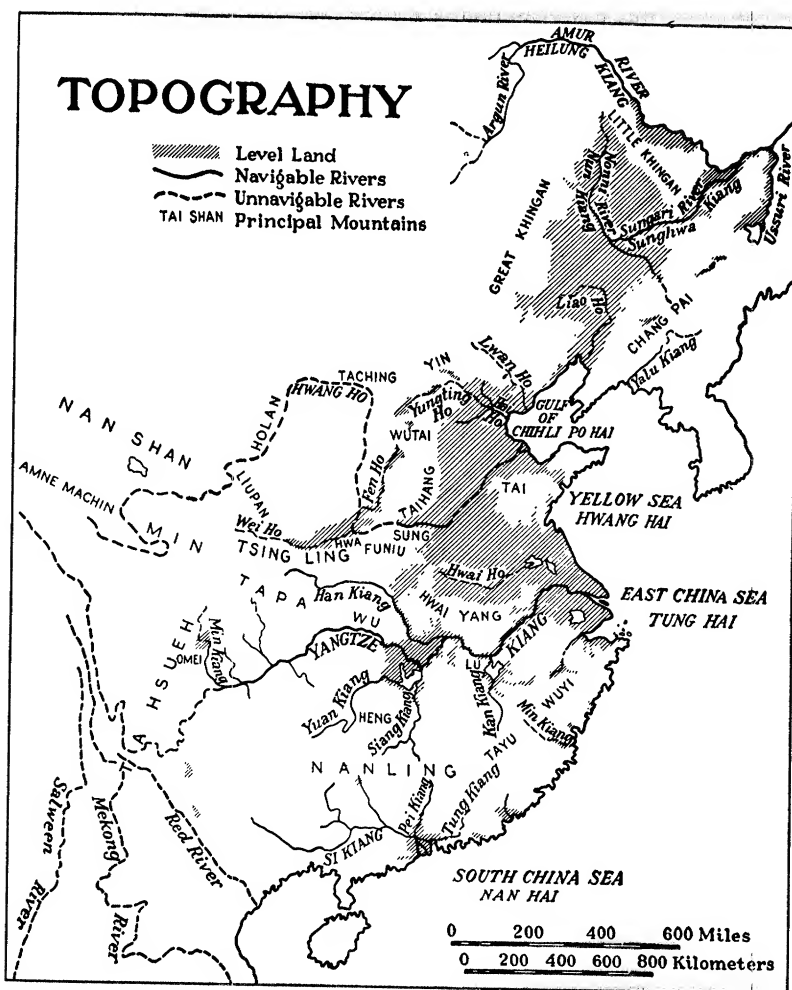 TOPOGRAPHY
Level Land
Navigable Rivers
Unnavigable Rivers
TAI SHAN Principal Mountains
AMUR RIVER
HEILUNG KIANG
Argun River
LITTLE KHINGAN
Nonni River
Nun Kiang
Sungari River
Sunghwa Kiang
Ussuri River
GREAT KHINGAN
Liao Ho
CHANG PAI
Yalu Kiang
Lwan Ho
YIN
TACHING
HWANG HO
Yungting Ho
Ho
GULF
OF
CHIHLI PO HAI
NAN SHAN
HOLAN
WUTAI
Fen Ho
TAIHANG
TAI
YELLOW SEA
HWANG HAI
AMNE MACHIN
LIUPAN
MIN
Wei Ho
HWA
SUNG
FUNIU
TSING LING
Hwai Ho
EAST CHINA SEA
TUNG HAI
TAPA
Han Kiang
HWAI YANG
WU
YANGTZE KIANG
TA HSUEH
OMEI
Min Kiang
LU
Yuan Kiang
HENG
Siang Kiang
Kan Kiang
WUYI
Min Kiang
TAYU
NANLING
Pei Kiang
Tung Kiang
SI KIANG
Salween River
Mekong River
Red River
SOUTH CHINA SEA
NAN HAI
0 200 400 600 Miles
0 200 400 600 800 Kilometers